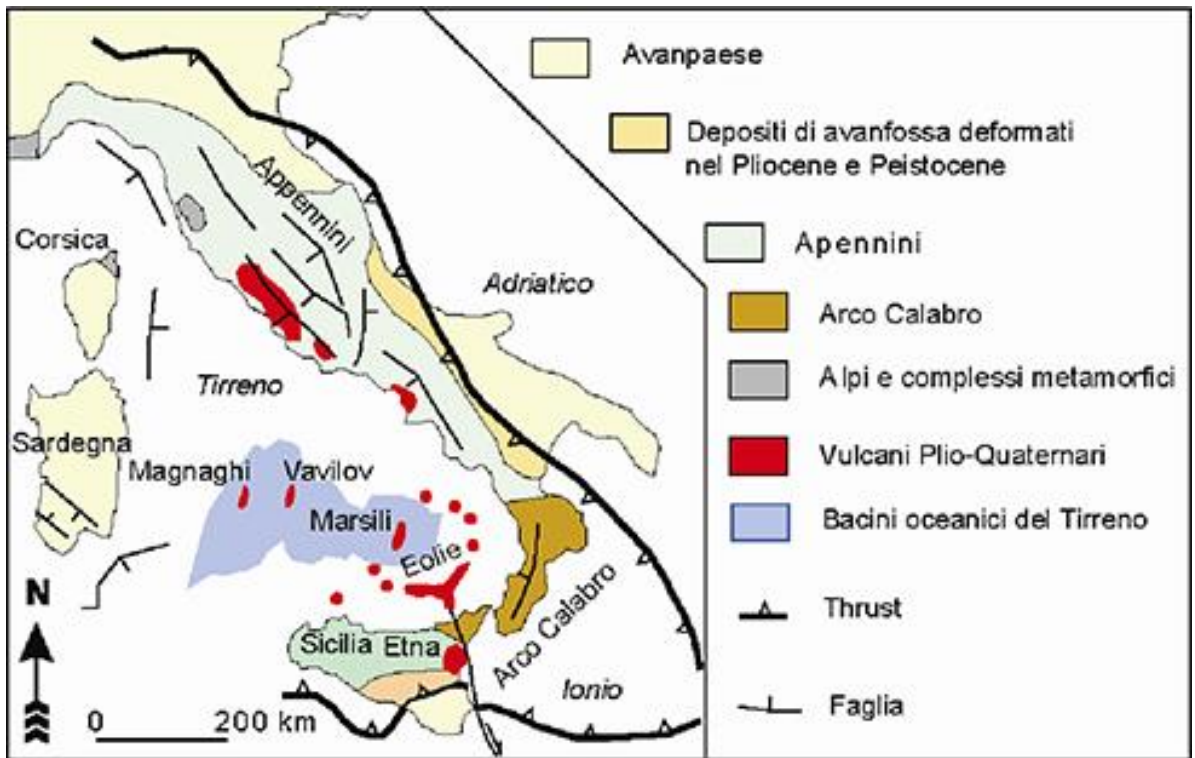 Avanpaese
Depositi di avanfossa deformati
nel Pliocene e Peistocene
Apennini
Arco Calabro
Alpi e complessi metamorfici
Vulcani Plio-Quaternari
Bacini oceanici del Tirreno
Thrust
Faglia
Appennini
Corsica
Adriatico
Tirreno
Sardegna
Magnaghi
Vavilov
Marsili
Eolie
Arco Calabro
Sicilia
Etna
Ionio
N
0 200 km